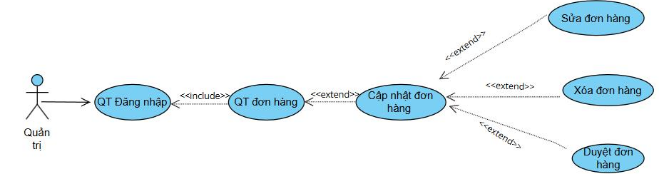 Sửa đơn hàng
<<extend>>
QT Đăng nhập
<<include>>
QT đơn hàng
<<extend>>
Cập nhật đơn
hàng
<<extend>>
Xóa đơn hàng
<<extend>>
Duyệt đơn
hàng
Quản
trị